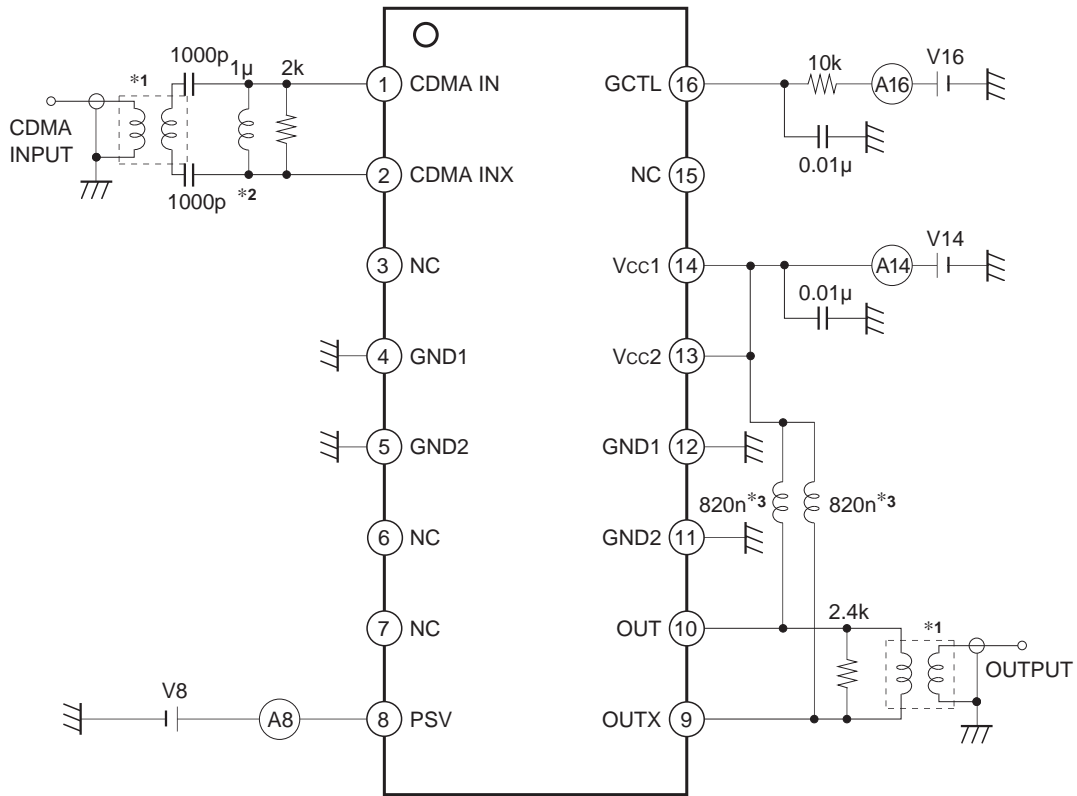 1000p
*1
1μ
2k
CDMA
INPUT
1000p
*2
1
CDMA IN
2
CDMA INX
3
NC
4
GND1
5
GND2
6
NC
7
NC
V8
A8
8
PSV
GCTL
16
10k
A16
V16
0.01μ
NC
15
Vcc1
14
A14
V14
0.01μ
Vcc2
13
GND1
12
820n*3
820n*3
GND2
11
2.4k
OUT
10
*1
OUTPUT
OUTX
9